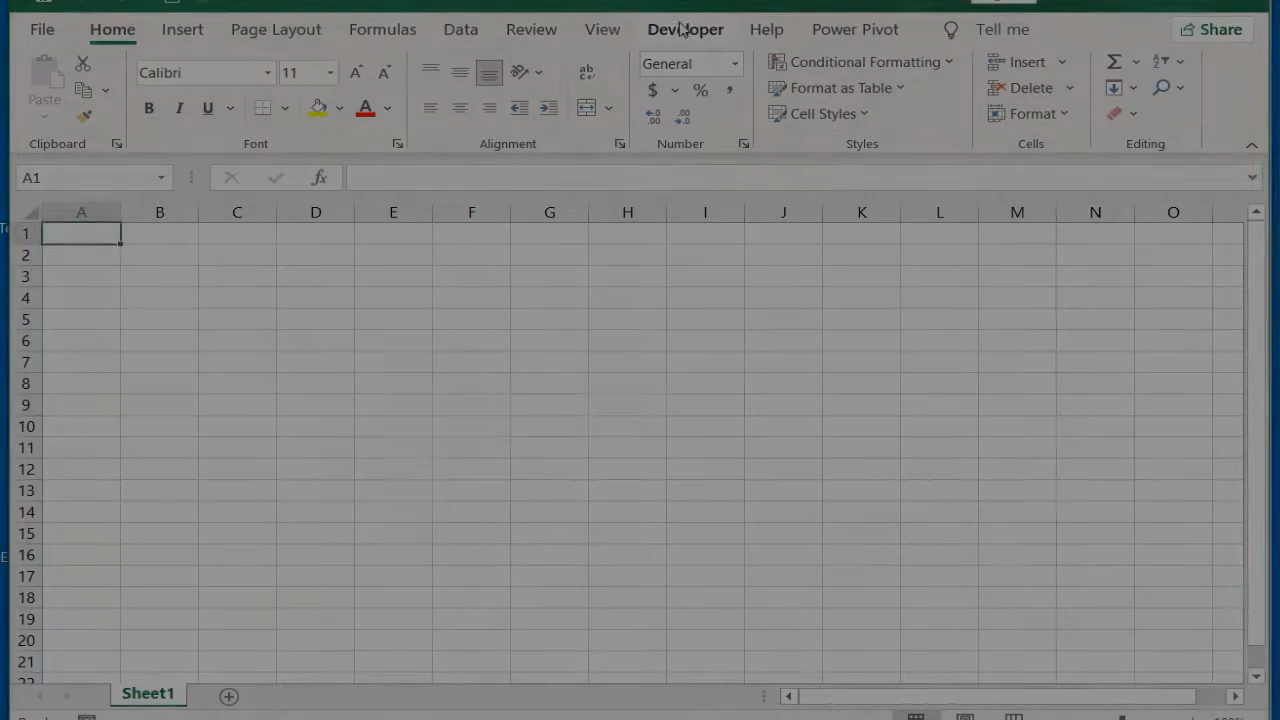 File Home Insert Page Layout Formulas Data Review View Developer Help Power Pivot Tell me Share
Paste
Calibri 11
B I U A
ab
General
$ % ,
Conditional Formatting
Format as Table
Cell Styles
Insert
Delete
Format
Clipboard Font Alignment Number Styles Cells Editing
A1 fx
A B C D E F G H I J K L M N O
1
2
3
4
5
6
7
8
9
10
11
12
13
14
15
16
17
18
19
20
21
Sheet1